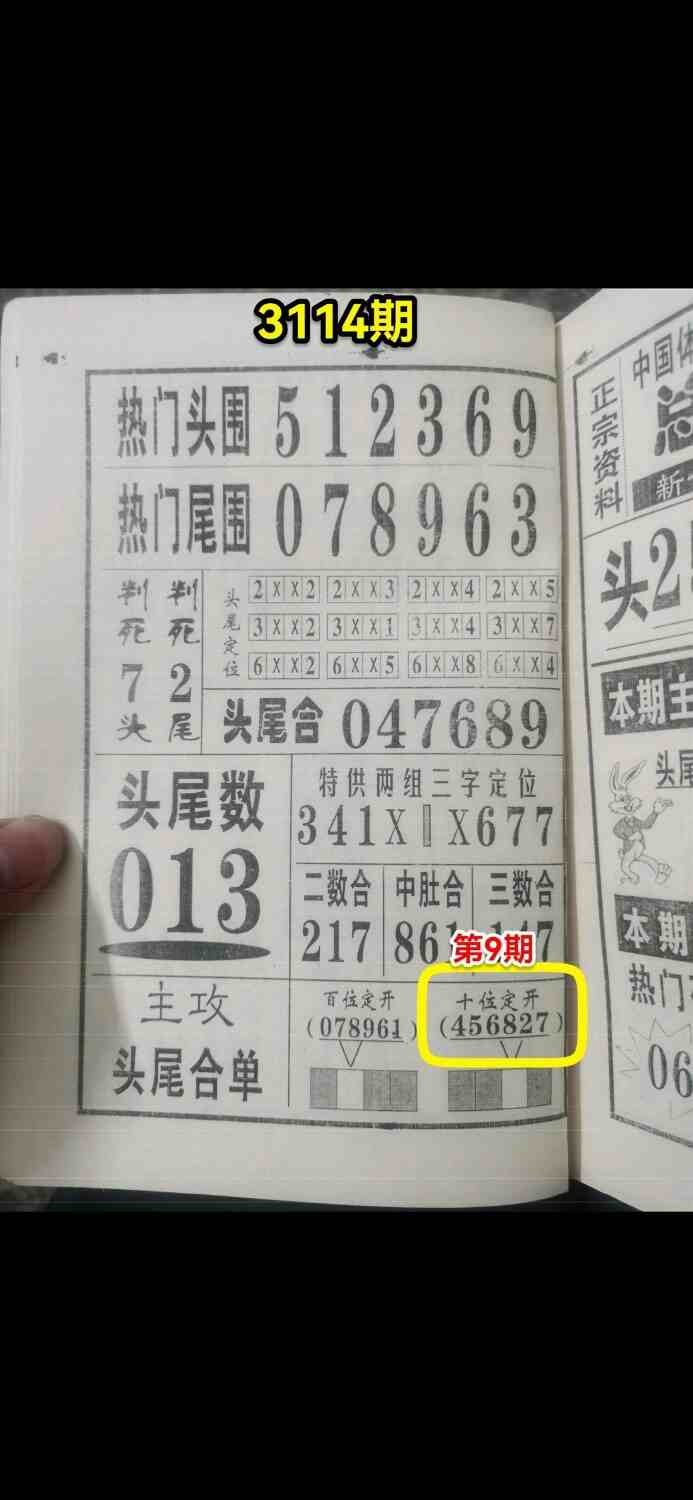 3114期
热门头围 512369
热门尾围 078963
判死7头
判死2尾
头尾定位
2XX2 2XX3 2XX4 2XX5
3XX2 3XX1 3XX4 3XX7
6XX2 6XX5 6XX8 6XX4
头尾合 047689
头尾数
013
特供两组三字定位
341X X677
二数合 中肚合 三数合
217 861 147
第9期
主攻
头尾合单
百位定开
(078961)
十位定开
(456827)
正宗资料
中国体
总
新
头2
本期主
头尾
本期
热门
06